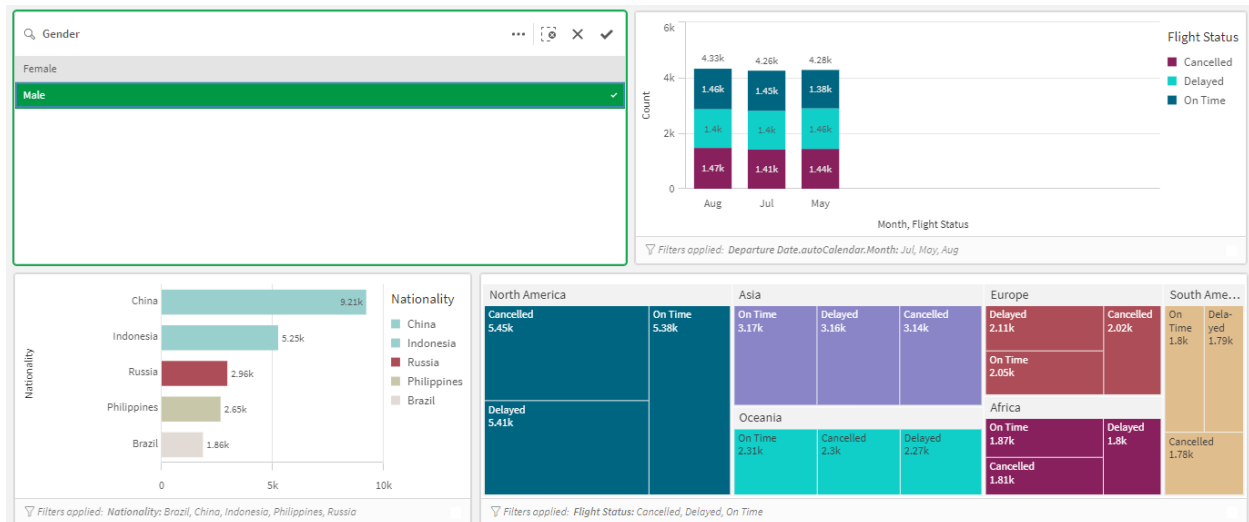 Gender
Female
Male
6k
4k
2k
0
Count
4.33k
4.26k
4.28k
1.46k
1.45k
1.38k
1.4k
1.4k
1.46k
1.47k
1.41k
1.44k
Aug
Jul
May
Month, Flight Status
Flight Status
Cancelled
Delayed
On Time
Filters applied: Departure Date.autoCalendar.Month: Jul, May, Aug
Nationality
China
9.21k
Indonesia
5.25k
Russia
2.96k
Philippines
2.65k
Brazil
1.86k
0
5k
10k
Nationality
China
Indonesia
Russia
Philippines
Brazil
Filters applied: Nationality: Brazil, China, Indonesia, Philippines, Russia
North America
Cancelled
5.45k
On Time
5.38k
Delayed
5.41k
Asia
On Time
3.17k
Delayed
3.16k
Cancelled
3.14k
Oceania
On Time
2.31k
Cancelled
2.3k
Delayed
2.27k
Europe
Delayed
2.11k
Cancelled
2.02k
On Time
2.05k
Africa
On Time
1.87k
Delayed
1.8k
Cancelled
1.81k
South Ame...
On
Time
1.8k
Dela-
yed
1.79k
Cancelled
1.78k
Filters applied: Flight Status: Cancelled, Delayed, On Time